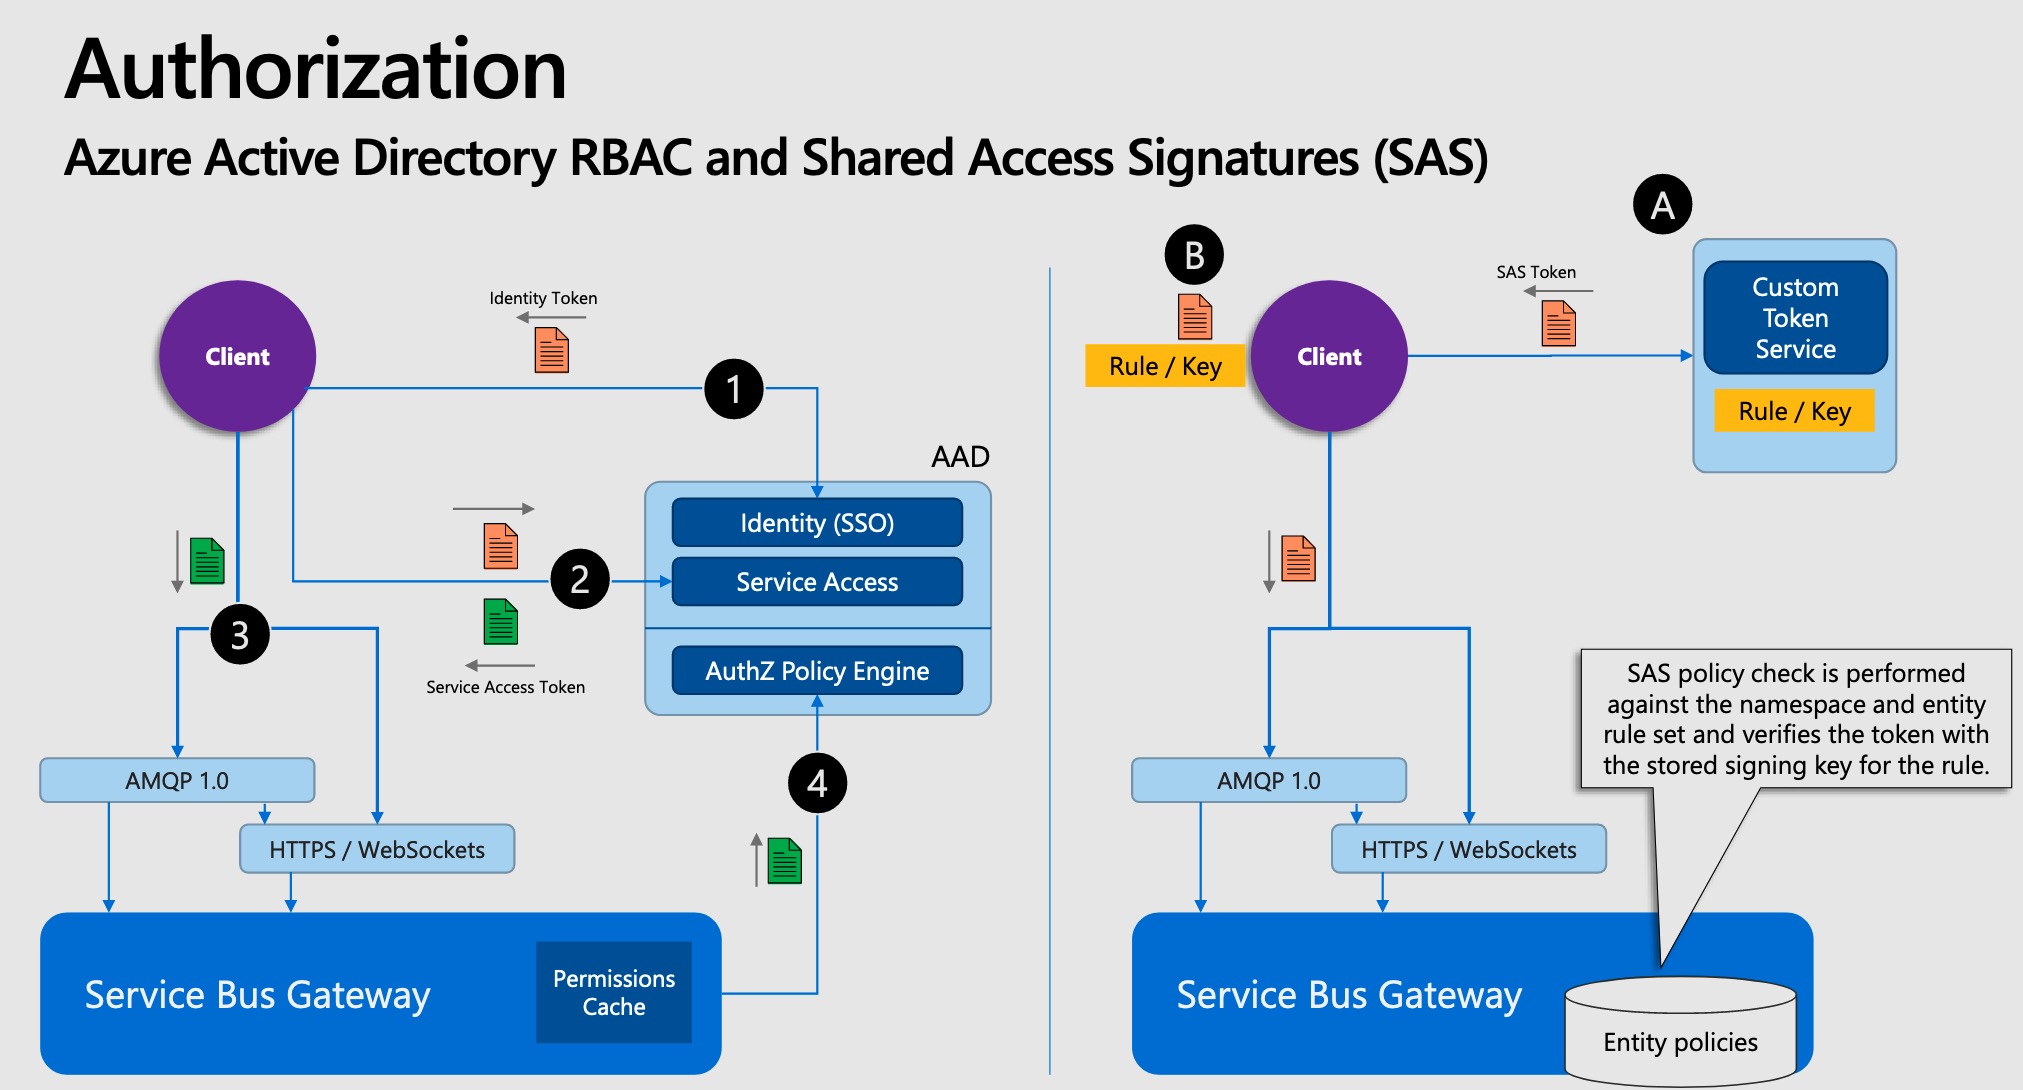 Authorization
Azure Active Directory RBAC and Shared Access Signatures (SAS)
Client
Identity Token
1
AAD
Identity (SSO)
Service Access
AuthZ Policy Engine
2
Service Access Token
3
4
AMQP 1.0
HTTPS / WebSockets
Service Bus Gateway
Permissions
Cache
B
Rule / Key
Client
SAS Token
A
Custom
Token
Service
Rule / Key
SAS policy check is performed
against the namespace and entity
rule set and verifies the token with
the stored signing key for the rule.
AMQP 1.0
HTTPS / WebSockets
Service Bus Gateway
Entity policies